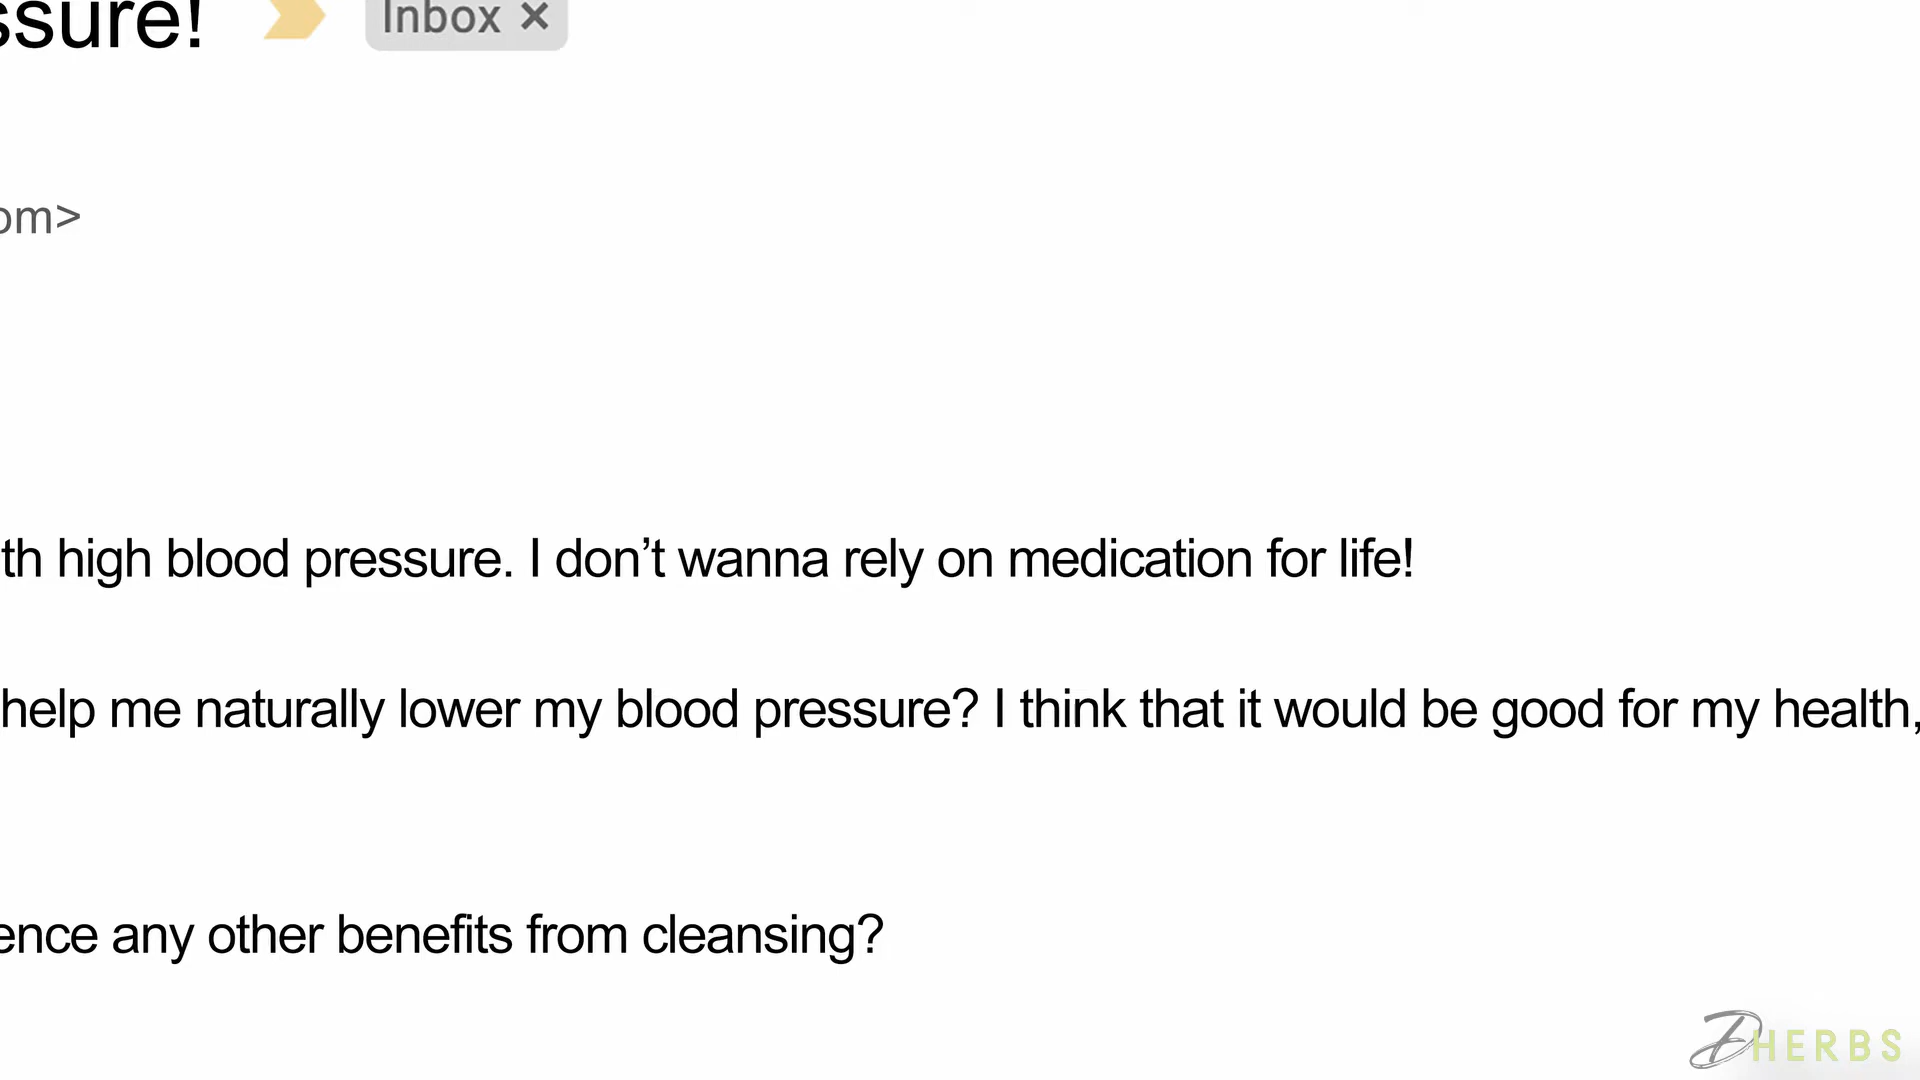 ssure! Inbox ×
om>
th high blood pressure. I don’t wanna rely on medication for life!
help me naturally lower my blood pressure? I think that it would be good for my health,
ence any other benefits from cleansing?
DHERBS